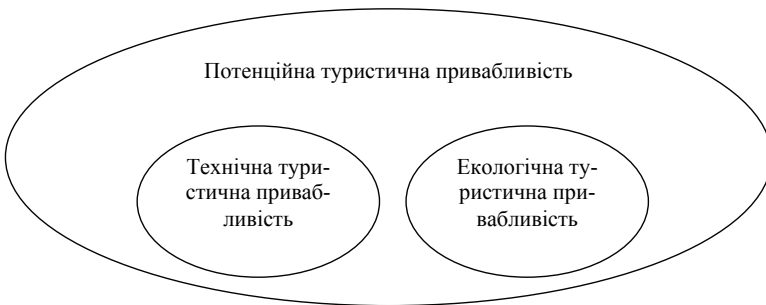 Потенційна туристична привабливість
Технічна тури-
стична приваб-
ливість
Екологічна ту-
ристична при-
вабливість